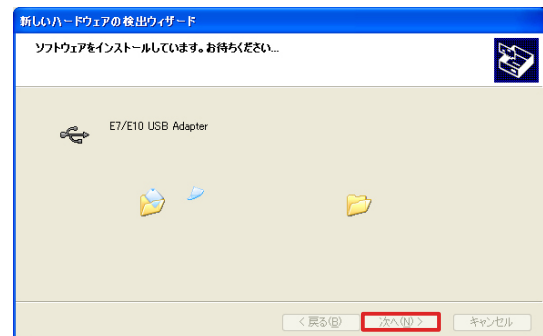 新しいハードウェアの検出ウィザード
ソフトウェアをインストールしています。お待ちください...
E7/E10 USB Adapter
< 戻る(B)
次へ(N) >
キャンセル